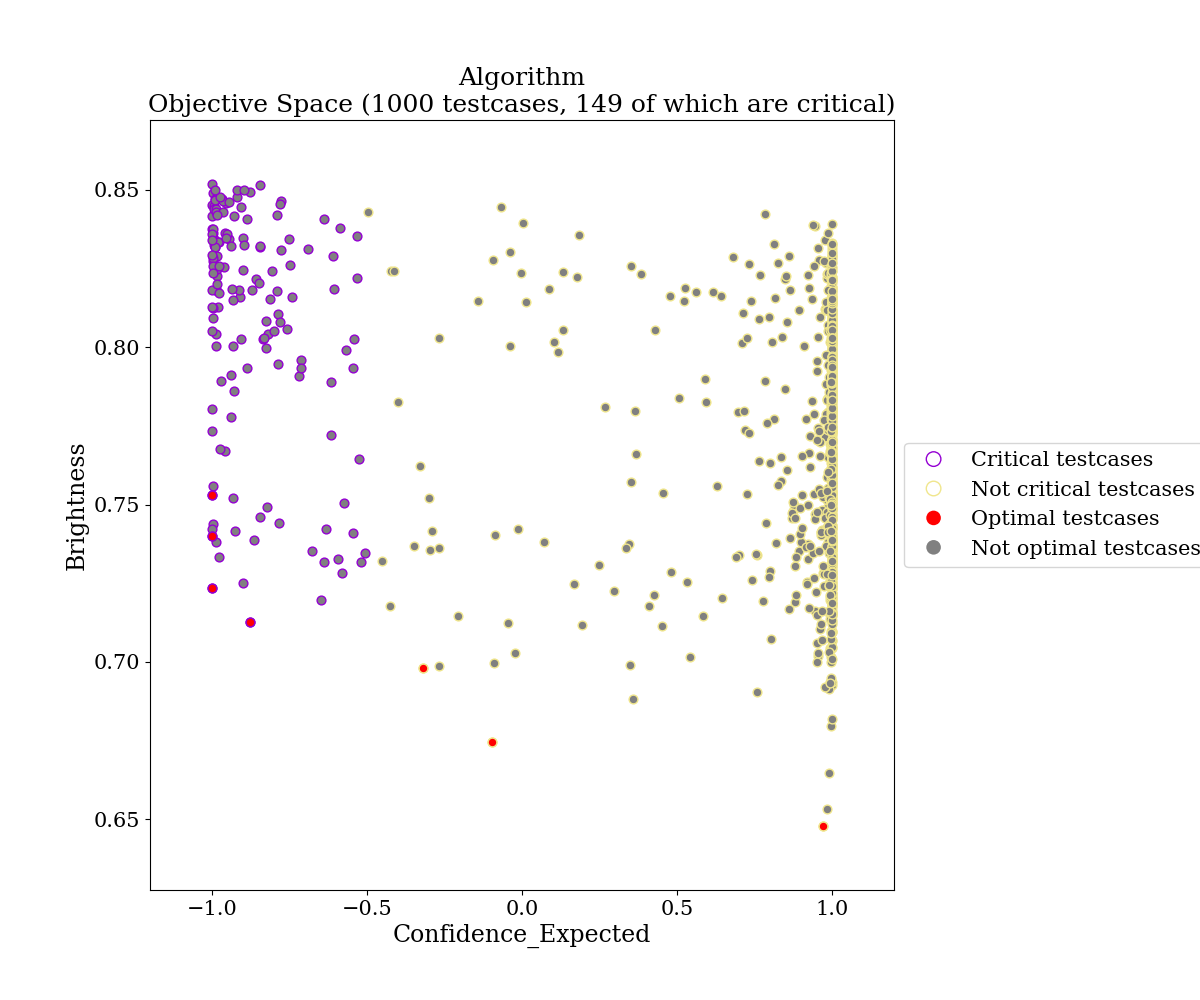 Algorithm
Objective Space (1000 testcases, 149 of which are critical)
0.85
0.80
0.75
0.70
0.65
Brightness
−1.0
−0.5
0.0
0.5
1.0
Confidence_Expected
Critical testcases
Not critical testcases
Optimal testcases
Not optimal testcases